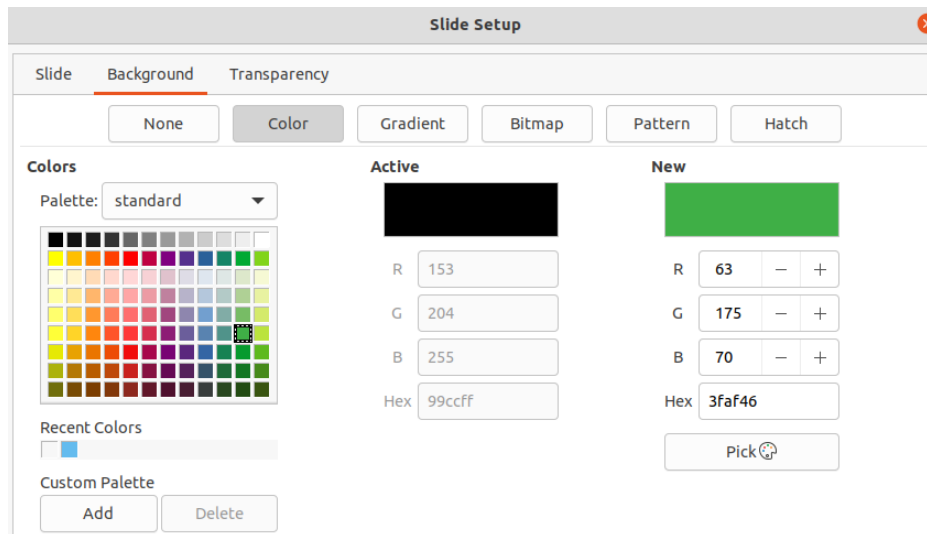 Slide Setup
Slide Background Transparency
None Color Gradient Bitmap Pattern Hatch
Colors Active New
Palette: standard
R 153 R 63 − +
G 204 G 175 − +
B 255 B 70 − +
Hex 99ccff Hex 3faf46
Recent Colors
Pick
Custom Palette
Add Delete